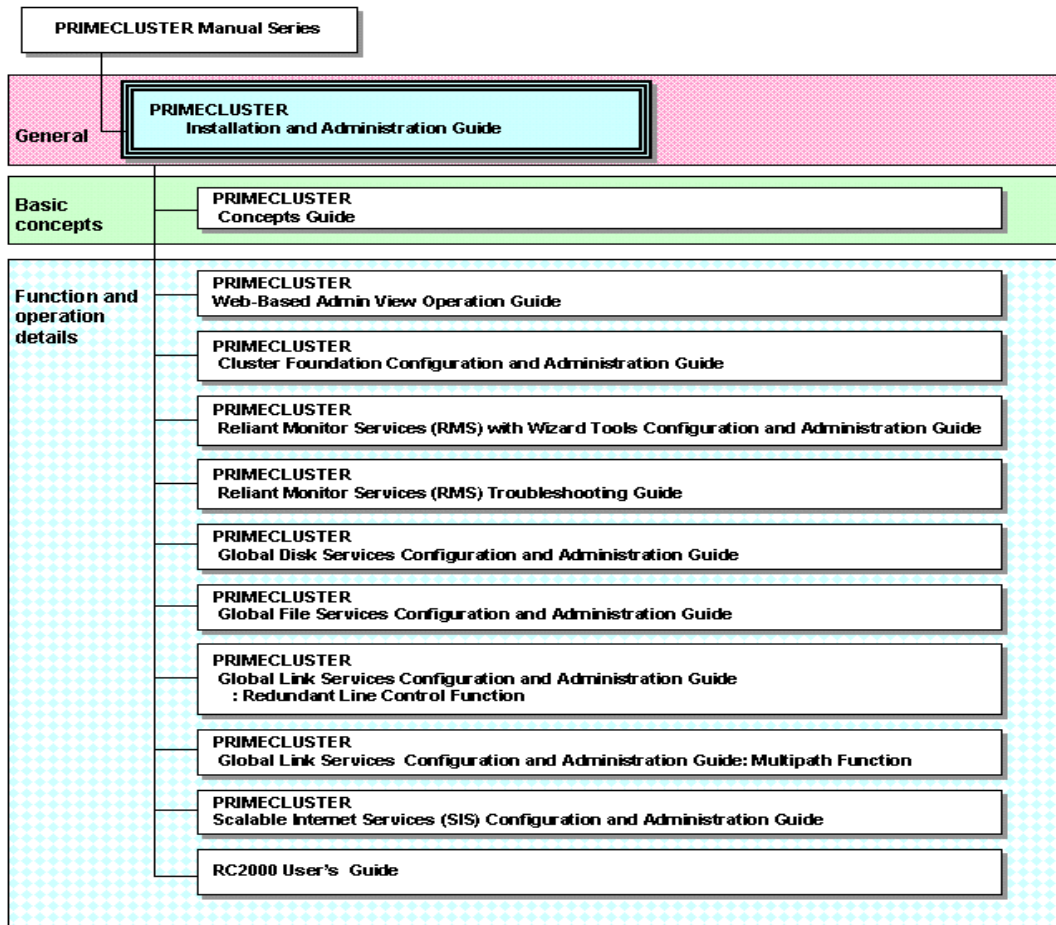 PRIMECLUSTER Manual Series
General
PRIMECLUSTER
Installation and Administration Guide
Basic
concepts
PRIMECLUSTER
Concepts Guide
Function and
operation
details
PRIMECLUSTER
Web-Based Admin View Operation Guide
PRIMECLUSTER
Cluster Foundation Configuration and Administration Guide
PRIMECLUSTER
Reliant Monitor Services (RMS) with Wizard Tools Configuration and Administration Guide
PRIMECLUSTER
Reliant Monitor Services (RMS) Troubleshooting Guide
PRIMECLUSTER
Global Disk Services Configuration and Administration Guide
PRIMECLUSTER
Global File Services Configuration and Administration Guide
PRIMECLUSTER
Global Link Services Configuration and Administration Guide
: Redundant Line Control Function
PRIMECLUSTER
Global Link Services Configuration and Administration Guide: Multipath Function
PRIMECLUSTER
Scalable Internet Services (SIS) Configuration and Administration Guide
RC2000 User's Guide